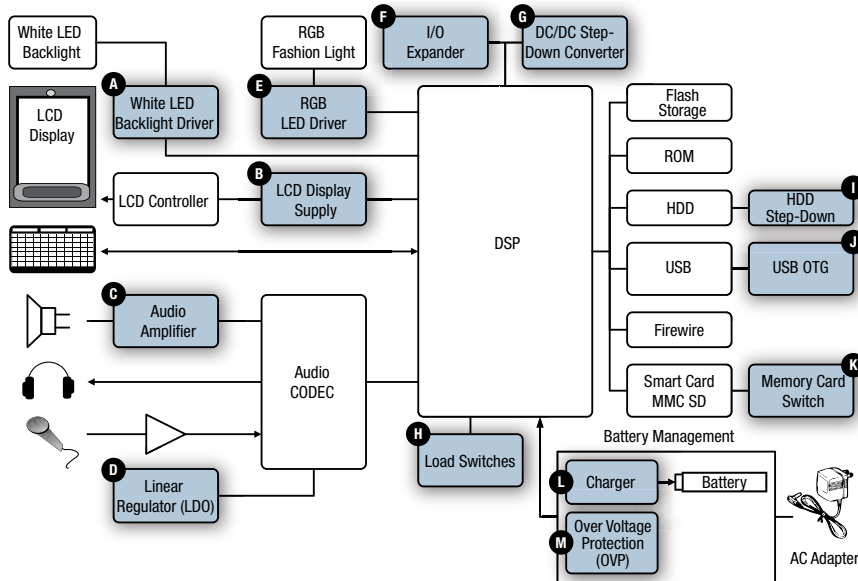 White LED
Backlight
RGB
Fashion Light
F
I/O
Expander
G
DC/DC Step-
Down Converter
A
White LED
Backlight Driver
E
RGB
LED Driver
LCD
Display
LCD Controller
B
LCD Display
Supply
DSP
Flash
Storage
ROM
HDD
I
HDD
Step-Down
USB
J
USB OTG
Firewire
Smart Card
MMC SD
K
Memory Card
Switch
C
Audio
Amplifier
Audio
CODEC
D
Linear
Regulator (LDO)
H
Load Switches
Battery Management
L
Charger
Battery
M
Over Voltage
Protection
(OVP)
AC Adapter